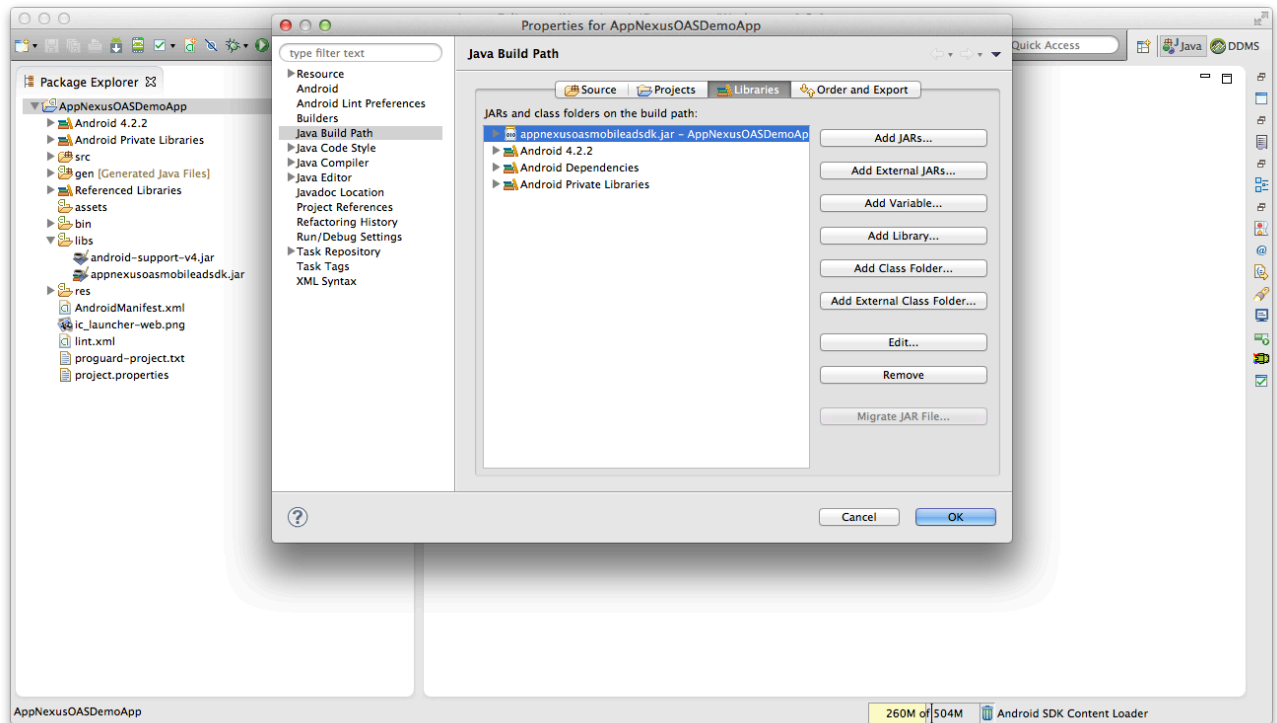 Properties for AppNexusOASDemoApp
Quick Access
Java
DDMS
Package Explorer
AppNexusOASDemoApp
Android 4.2.2
Android Private Libraries
src
gen [Generated Java Files]
Referenced Libraries
assets
bin
libs
android-support-v4.jar
appnexusoasmobileadsdk.jar
res
AndroidManifest.xml
ic_launcher-web.png
lint.xml
proguard-project.txt
project.properties
type filter text
Resource
Android
Android Lint Preferences
Builders
Java Build Path
Java Code Style
Java Compiler
Java Editor
Javadoc Location
Project References
Refactoring History
Run/Debug Settings
Task Repository
Task Tags
XML Syntax
Java Build Path
Source
Projects
Libraries
Order and Export
JARs and class folders on the build path:
appnexusoasmobileadsdk.jar – AppNexusOASDemoAp
Android 4.2.2
Android Dependencies
Android Private Libraries
Add JARs...
Add External JARs...
Add Variable...
Add Library...
Add Class Folder...
Add External Class Folder...
Edit...
Remove
Migrate JAR File...
?
Cancel
OK
AppNexusOASDemoApp
260M of 504M
Android SDK Content Loader